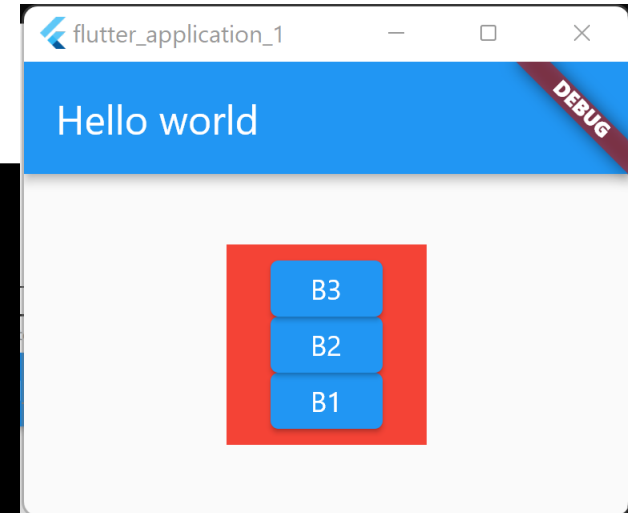 flutter_application_1
Hello world
DEBUG
B3
B2
B1